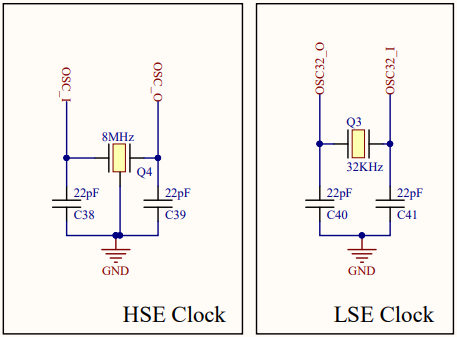 OSC_I
OSC_O
8MHz
Q4
22pF
C38
22pF
C39
GND
HSE Clock
OSC32_O
OSC32_I
Q3
32KHz
22pF
C40
22pF
C41
GND
LSE Clock